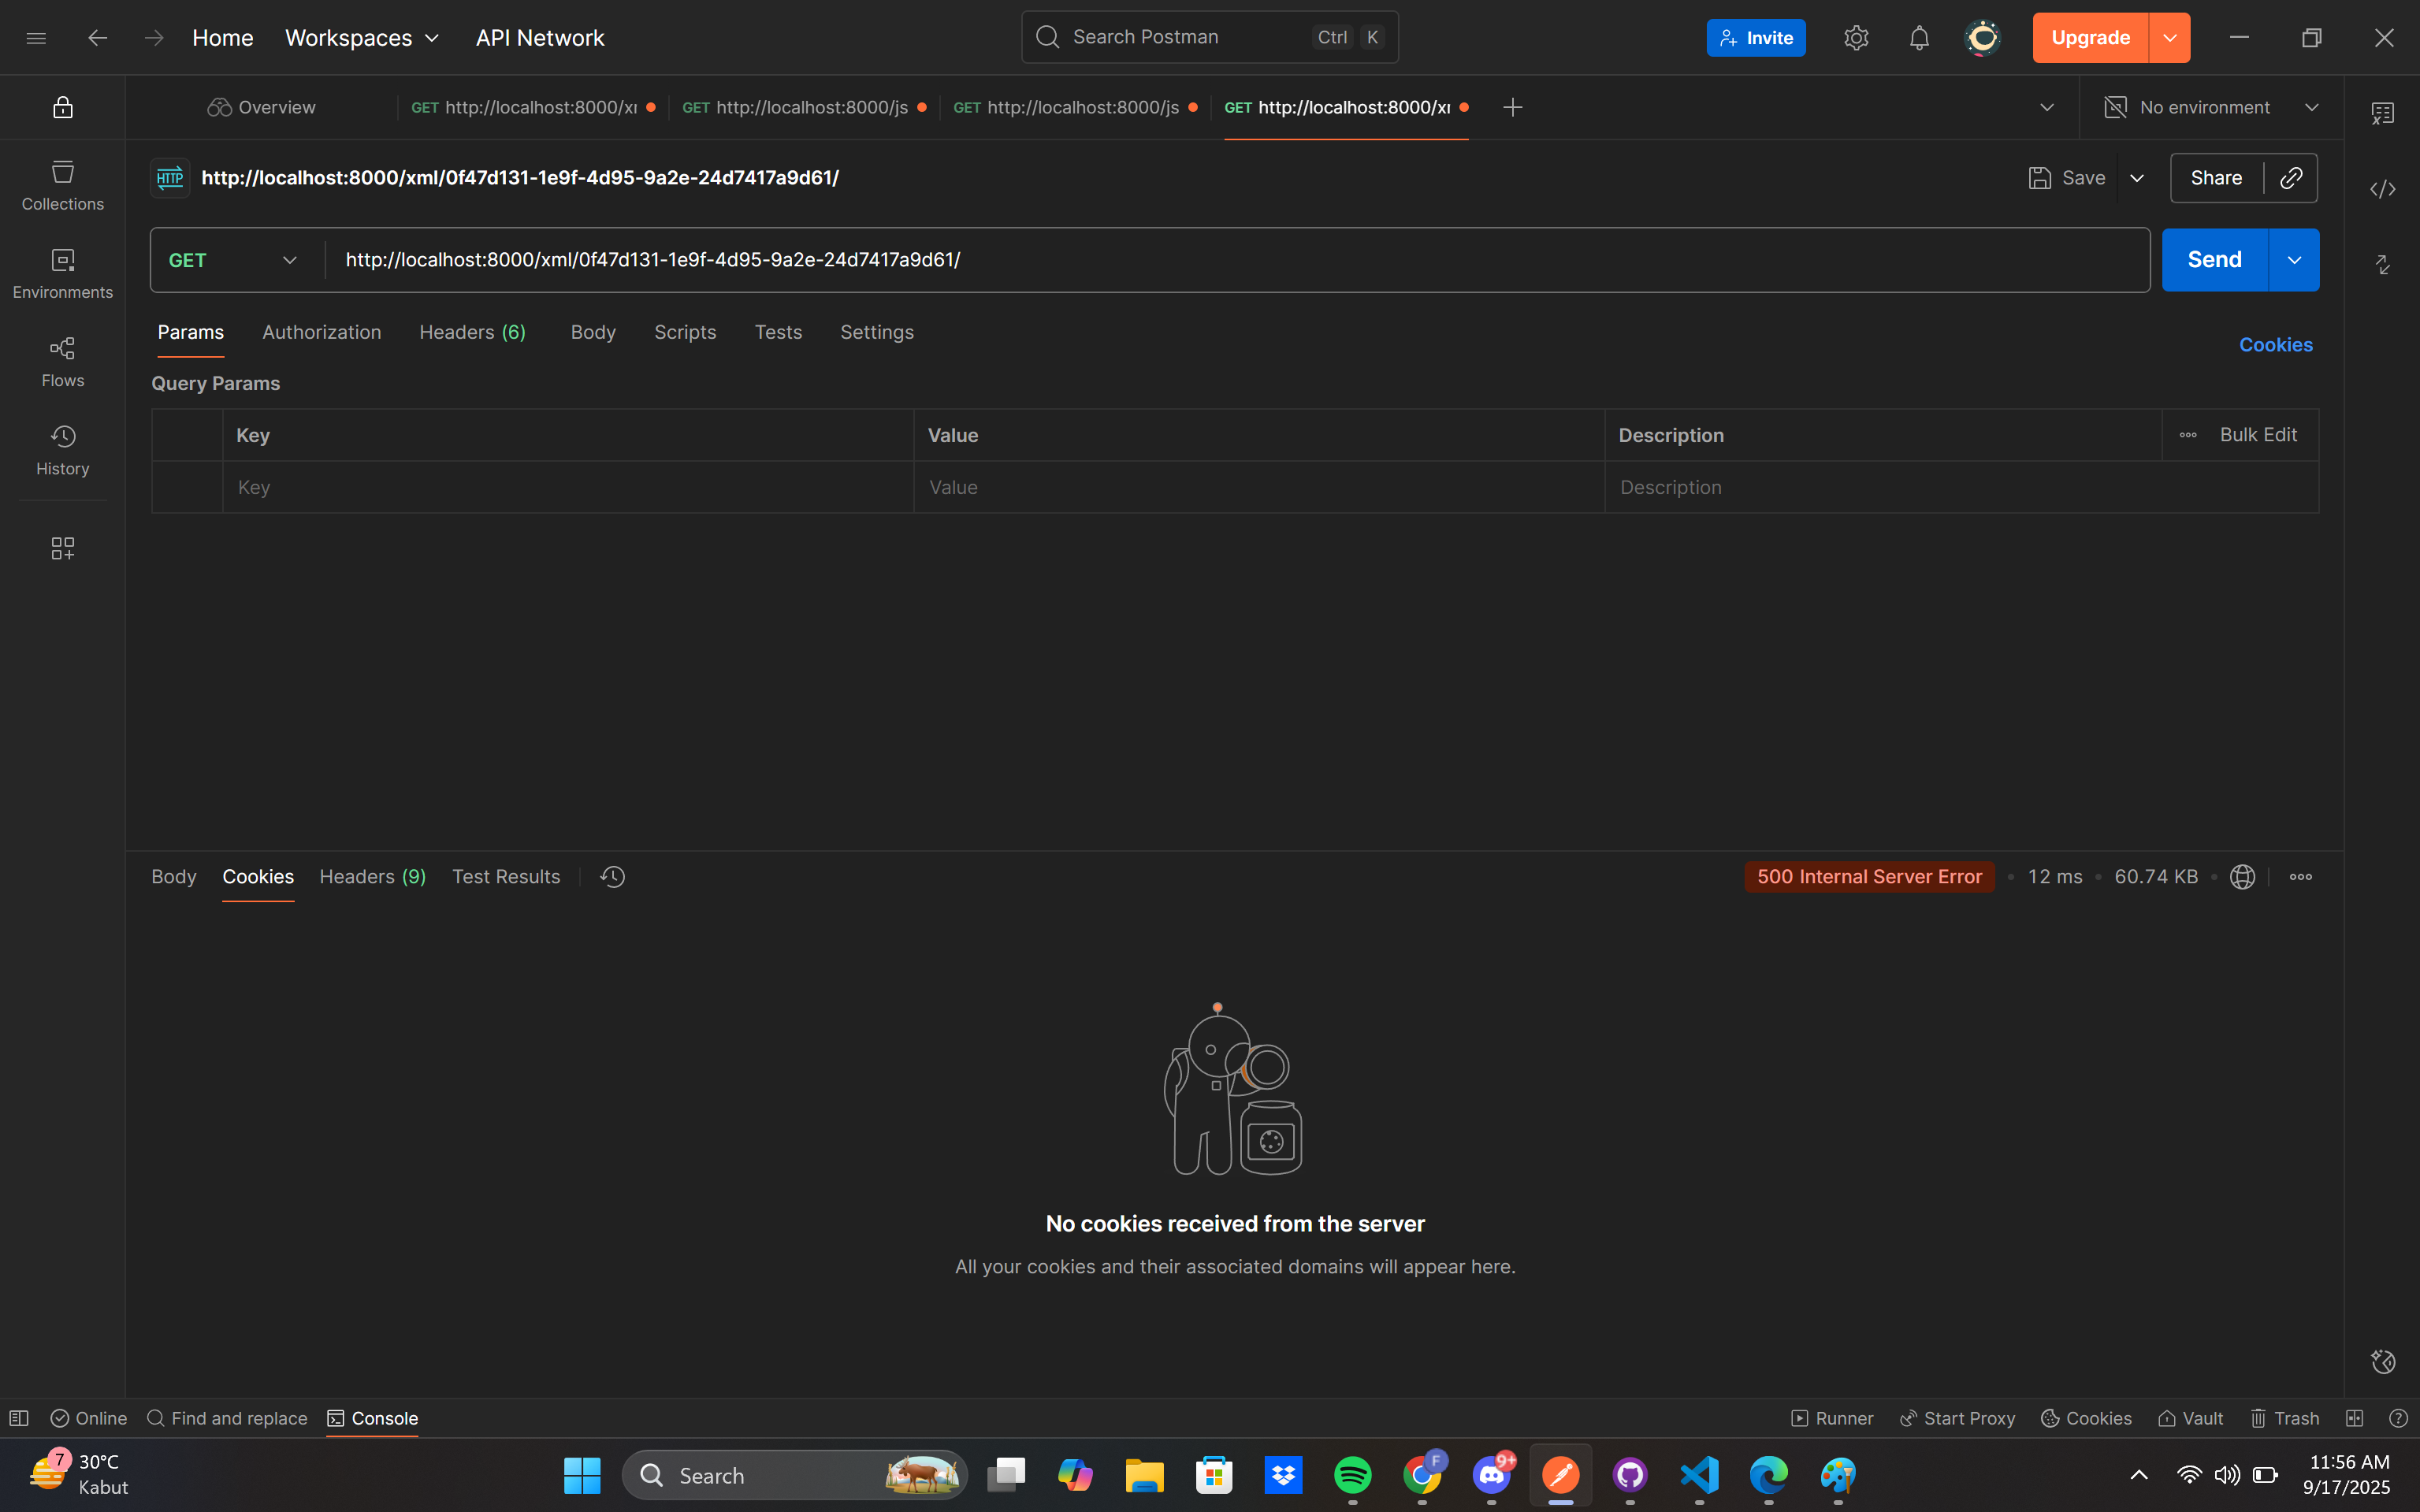 Home Workspaces API Network Search Postman Ctrl K Invite Upgrade
Overview GET http://localhost:8000/xr GET http://localhost:8000/js GET http://localhost:8000/js GET http://localhost:8000/xr No environment
HTTP http://localhost:8000/xml/0f47d131-1e9f-4d95-9a2e-24d7417a9d61/ Save Share
Collections
GET http://localhost:8000/xml/0f47d131-1e9f-4d95-9a2e-24d7417a9d61/ Send
Environments
Params Authorization Headers (6) Body Scripts Tests Settings Cookies
Flows
Query Params
Key Value Description Bulk Edit
History
Key Value Description
Body Cookies Headers (9) Test Results 500 Internal Server Error 12 ms 60.74 KB
No cookies received from the server
All your cookies and their associated domains will appear here.
Online Find and replace Console Runner Start Proxy Cookies Vault Trash
7 30°C Search F 9+ 11:56 AM
Kabut 9/17/2025